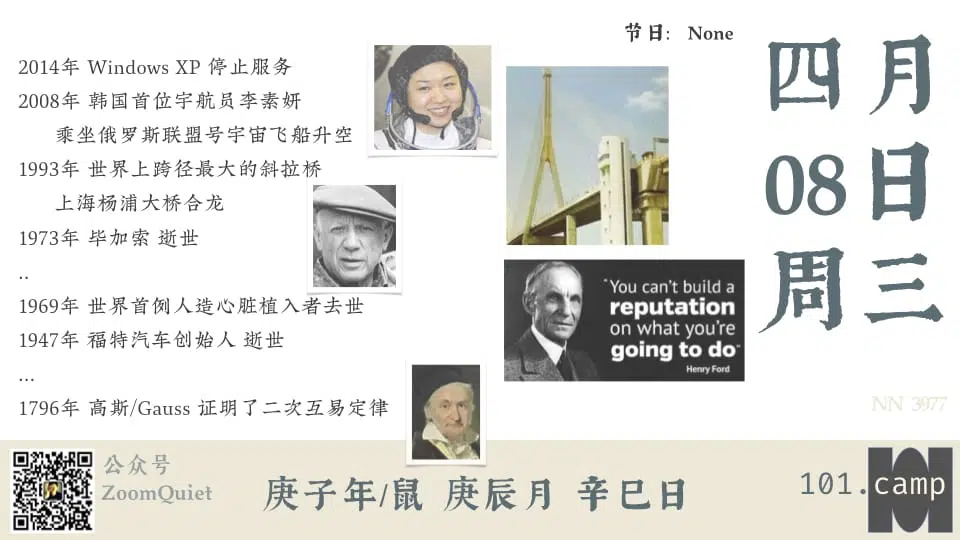 节日: None
四月
08日
周三
2014年 Windows XP 停止服务
2008年 韩国首位宇航员李素妍
乘坐俄罗斯联盟号宇宙飞船升空
1993年 世界上跨径最大的斜拉桥
上海杨浦大桥合龙
1973年 毕加索 逝世
..
1969年 世界首例人造心脏植入者去世
1947年 福特汽车创始人 逝世
...
1796年 高斯/Gauss 证明了二次互易定律
"You can't build a
reputation
on what you're
going to do"
Henry Ford
NN 3977
公众号
ZoomQuiet
庚子年/鼠 庚辰月 辛巳日
101.camp